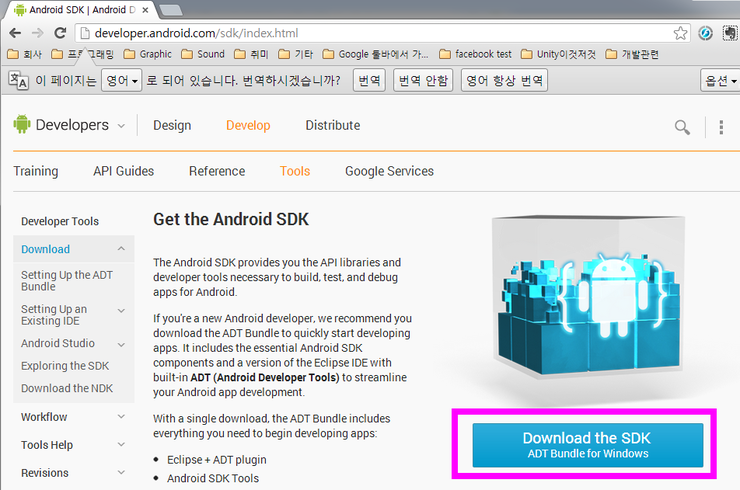 Android SDK | Android D
developer.android.com/sdk/index.html
회사 프로그래밍 Graphic Sound 취미 기타 Google 툴바에서 가... facebook test Unity이것저것 개발관련
이 페이지는 영어 로 되어 있습니다. 번역하시겠습니까? 번역 번역 안함 영어 항상 번역 옵션
Developers Design Develop Distribute
Training API Guides Reference Tools Google Services
Developer Tools
Download
Setting Up the ADT
Bundle
Setting Up an
Existing IDE
Android Studio
Exploring the SDK
Download the NDK
Workflow
Tools Help
Revisions
Get the Android SDK
The Android SDK provides you the API libraries and
developer tools necessary to build, test, and debug
apps for Android.
If you're a new Android developer, we recommend you
download the ADT Bundle to quickly start developing
apps. It includes the essential Android SDK
components and a version of the Eclipse IDE with
built-in ADT (Android Developer Tools) to streamline
your Android app development.
With a single download, the ADT Bundle includes
everything you need to begin developing apps:
• Eclipse + ADT plugin
• Android SDK Tools
Download the SDK
ADT Bundle for Windows